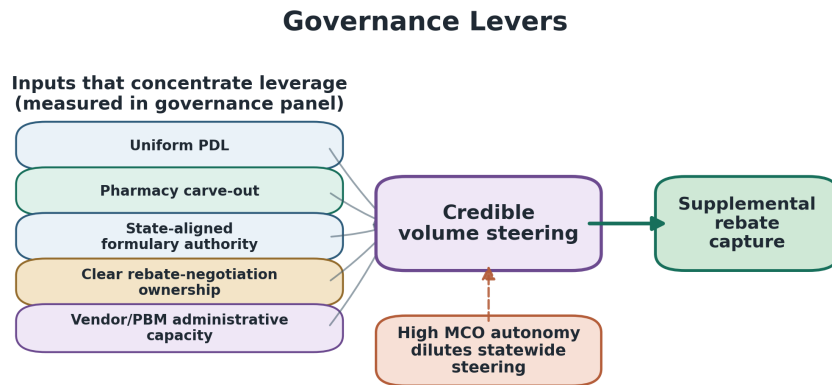 Governance Levers
Inputs that concentrate leverage
(measured in governance panel)
Uniform PDL
Pharmacy carve-out
State-aligned
formulary authority
Clear rebate-negotiation
ownership
Vendor/PBM administrative
capacity
Credible
volume steering
High MCO autonomy
dilutes statewide
steering
Supplemental
rebate
capture